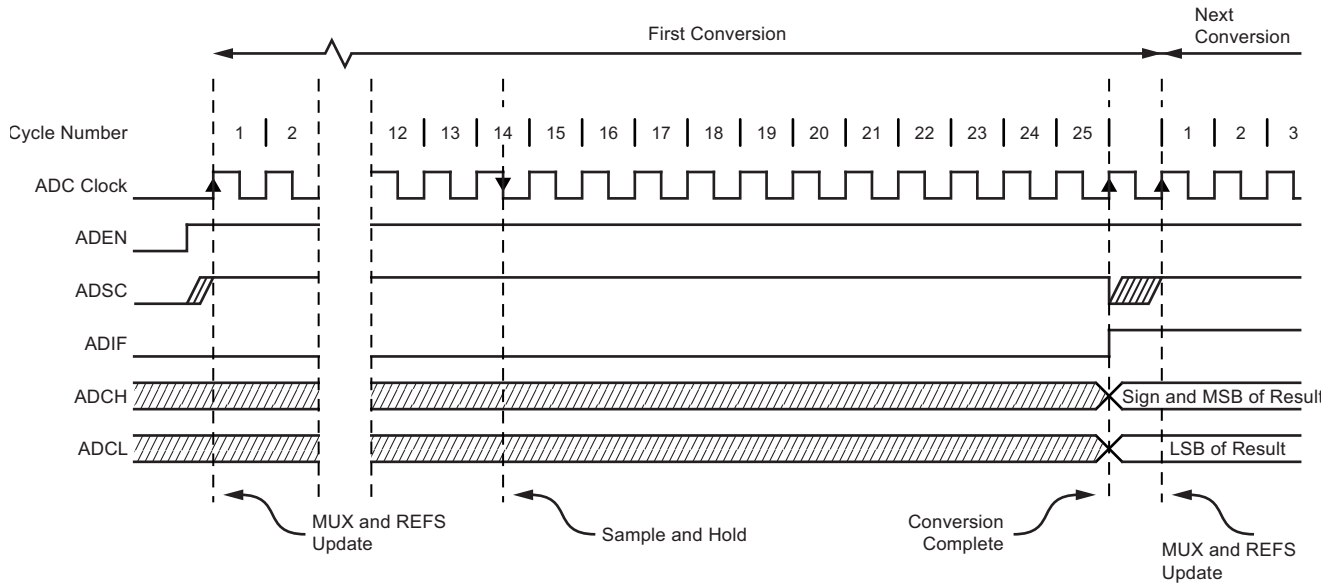 Next
Conversion
First Conversion
Cycle Number 1 2 12 13 14 15 16 17 18 19 20 21 22 23 24 25 1 2 3
ADC Clock
ADEN
ADSC
ADIF
ADCH Sign and MSB of Result
ADCL LSB of Result
MUX and REFS
Update
Sample and Hold
Conversion
Complete
MUX and REFS
Update